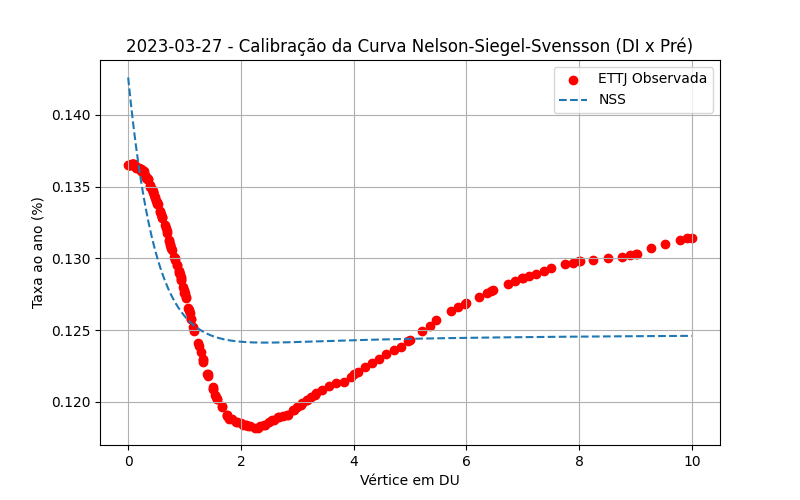 2023-03-27 - Calibração da Curva Nelson-Siegel-Svensson (DI x Pré)
ETTJ Observada
NSS
0.140
0.135
0.130
0.125
0.120
Taxa ao ano (%)
0
2
4
6
8
10
Vértice em DU